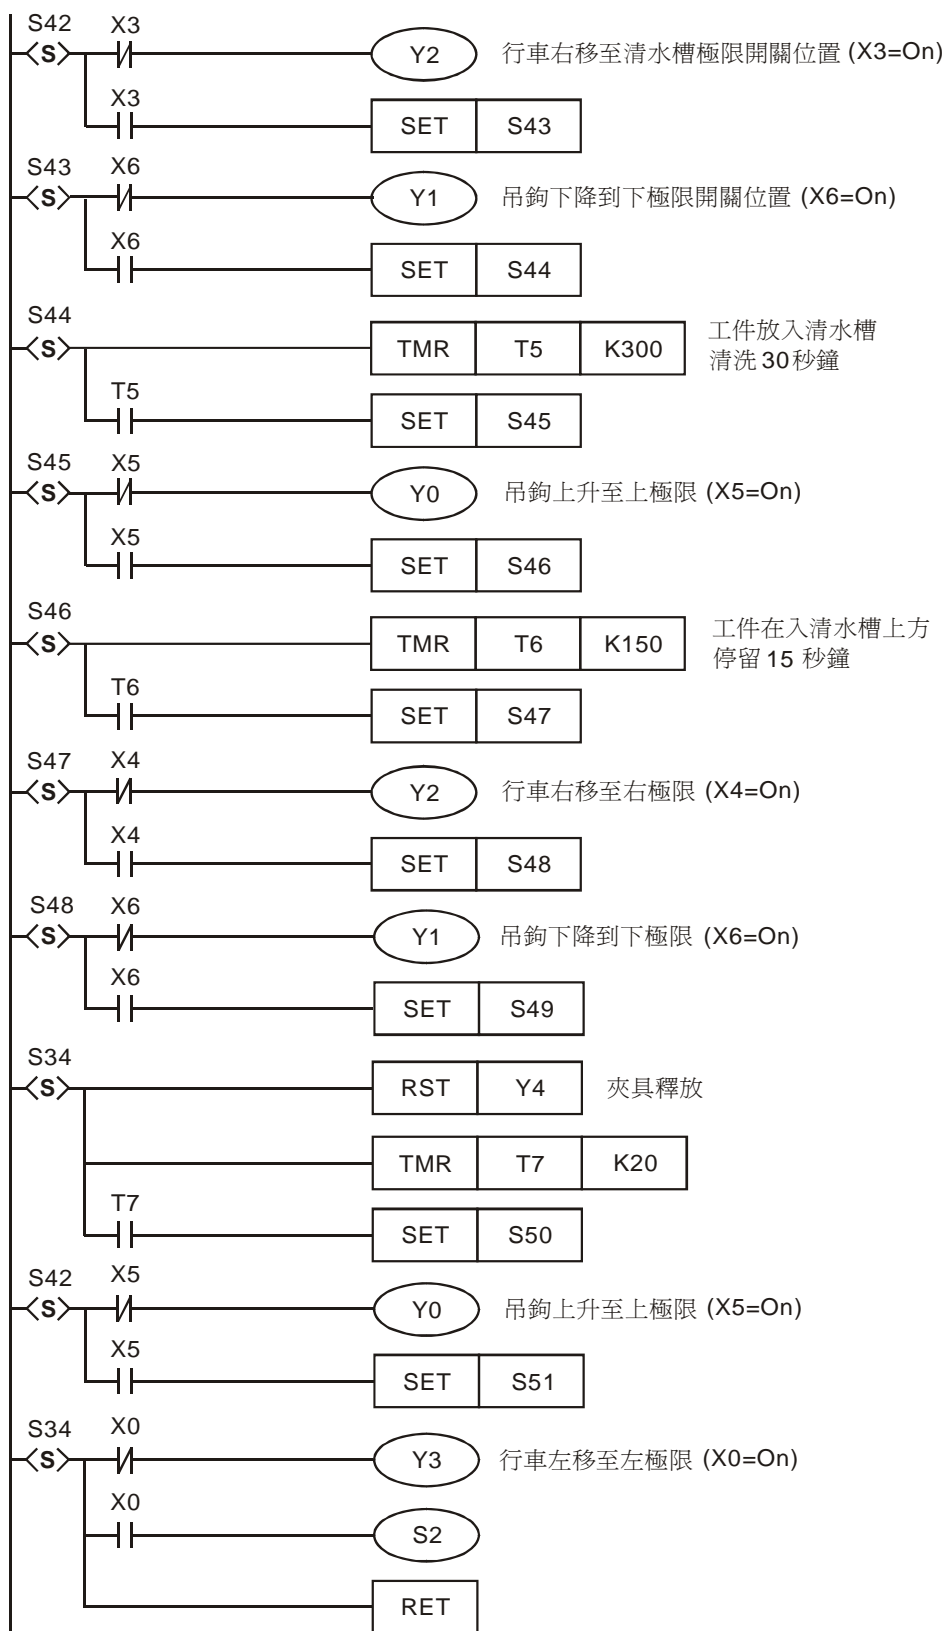 S42 X3
S Y2 行車右移至清水槽極限開關位置 (X3=On)
X3
SET S43
S43 X6
S Y1 吊鉤下降到下極限開關位置 (X6=On)
X6
SET S44
S44
S TMR T5 K300 工件放入清水槽
清洗 30秒鐘
T5
SET S45
S45 X5
S Y0 吊鉤上升至上極限 (X5=On)
X5
SET S46
S46
S TMR T6 K150 工件在入清水槽上方
停留 15 秒鐘
T6
SET S47
S47 X4
S Y2 行車右移至右極限 (X4=On)
X4
SET S48
S48 X6
S Y1 吊鉤下降到下極限 (X6=On)
X6
SET S49
S34
S RST Y4 夾具釋放
TMR T7 K20
T7
SET S50
S42 X5
S Y0 吊鉤上升至上極限 (X5=On)
X5
SET S51
S34 X0
S Y3 行車左移至左極限 (X0=On)
X0
S2
RET